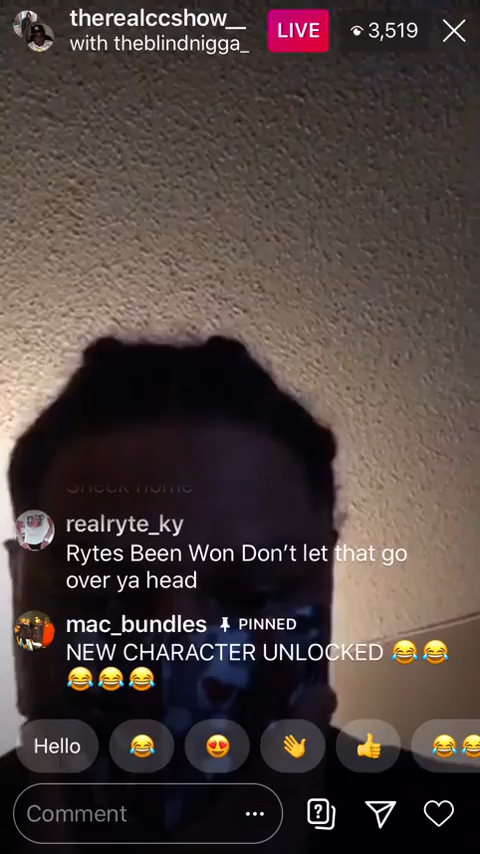 therealccshow__
with theblindnigga_
LIVE
3,519
realryte_ky
Rytes Been Won Don’t let that go
over ya head
mac_bundles PINNED
NEW CHARACTER UNLOCKED 😂😂
😂😂😂
Hello
Comment